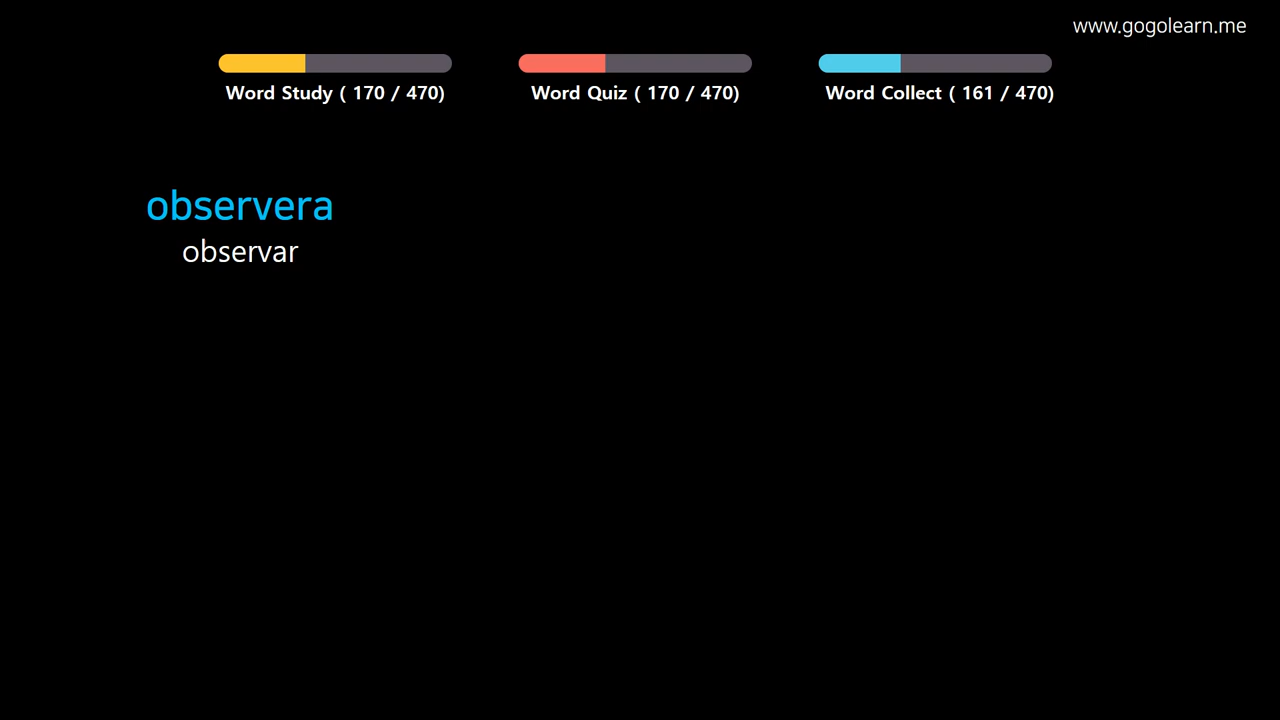 www.gogolearn.me
Word Study ( 170 / 470)
Word Quiz ( 170 / 470)
Word Collect ( 161 / 470)
observera
observar